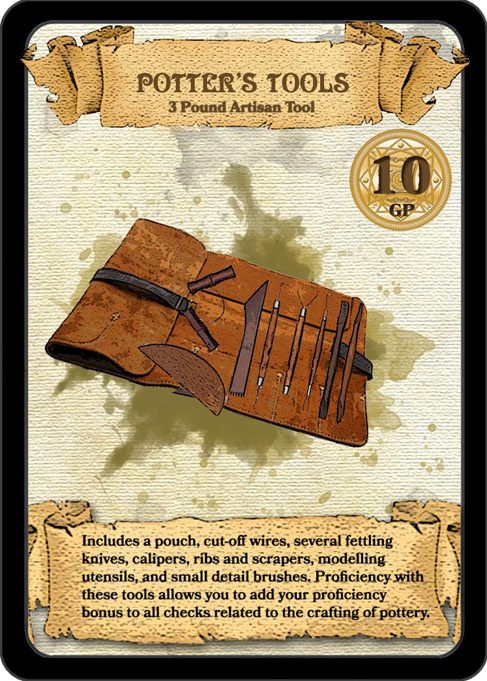 POTTER'S TOOLS
3 Pound Artisan Tool
10
GP
Includes a pouch, cut-off wires, several fettling
knives, calipers, ribs and scrapers, modelling
utensils, and small detail brushes. Proficiency with
these tools allows you to add your proficiency
bonus to all checks related to the crafting of pottery.